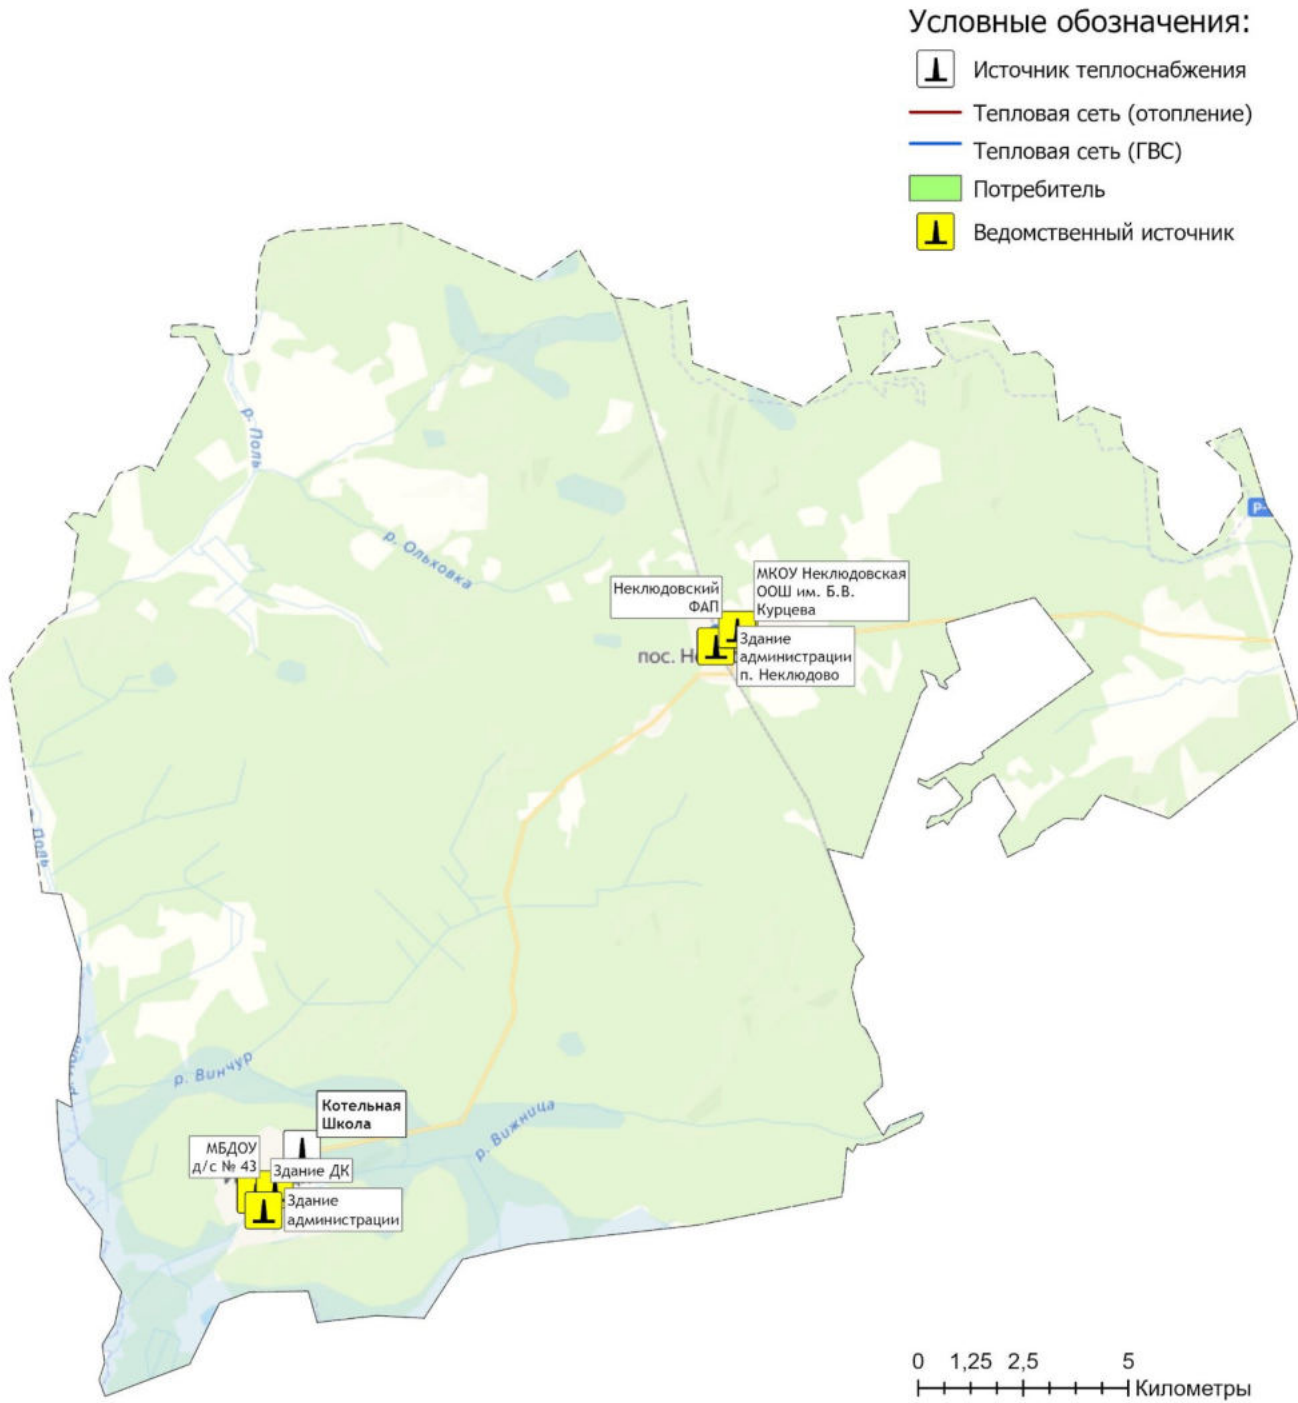 Условные обозначения:
Источник теплоснабжения
Тепловая сеть (отопление)
Тепловая сеть (ГВС)
Потребитель
Ведомственный источник
р. Поль
р. Ольховка
р.
Неклюдовский
ФАП
МКОУ Неклюдовская
ООШ им. Б.В.
Курцева
пос.
Здание
администрации
п. Неклюдово
р. Винчур
р. Вижница
Котельная
Школа
МБДОУ
д/с № 43
Здание ДК
Здание
администрации
0 1,25 2,5 5
Километры